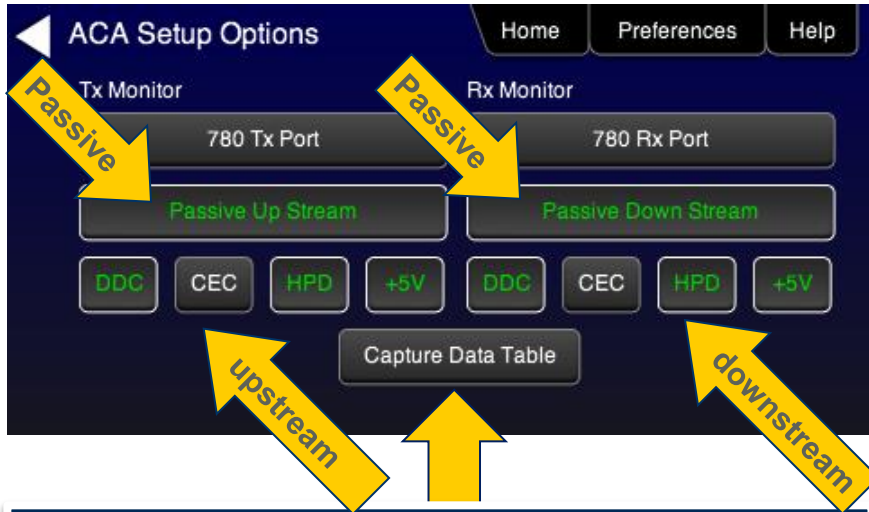 ACA Setup Options
Home Preferences Help
Tx Monitor Rx Monitor
Passive Passive
780 Tx Port 780 Rx Port
Passive Up Stream Passive Down Stream
DDC CEC HPD +5V DDC CEC HPD +5V
Capture Data Table
upstream downstream